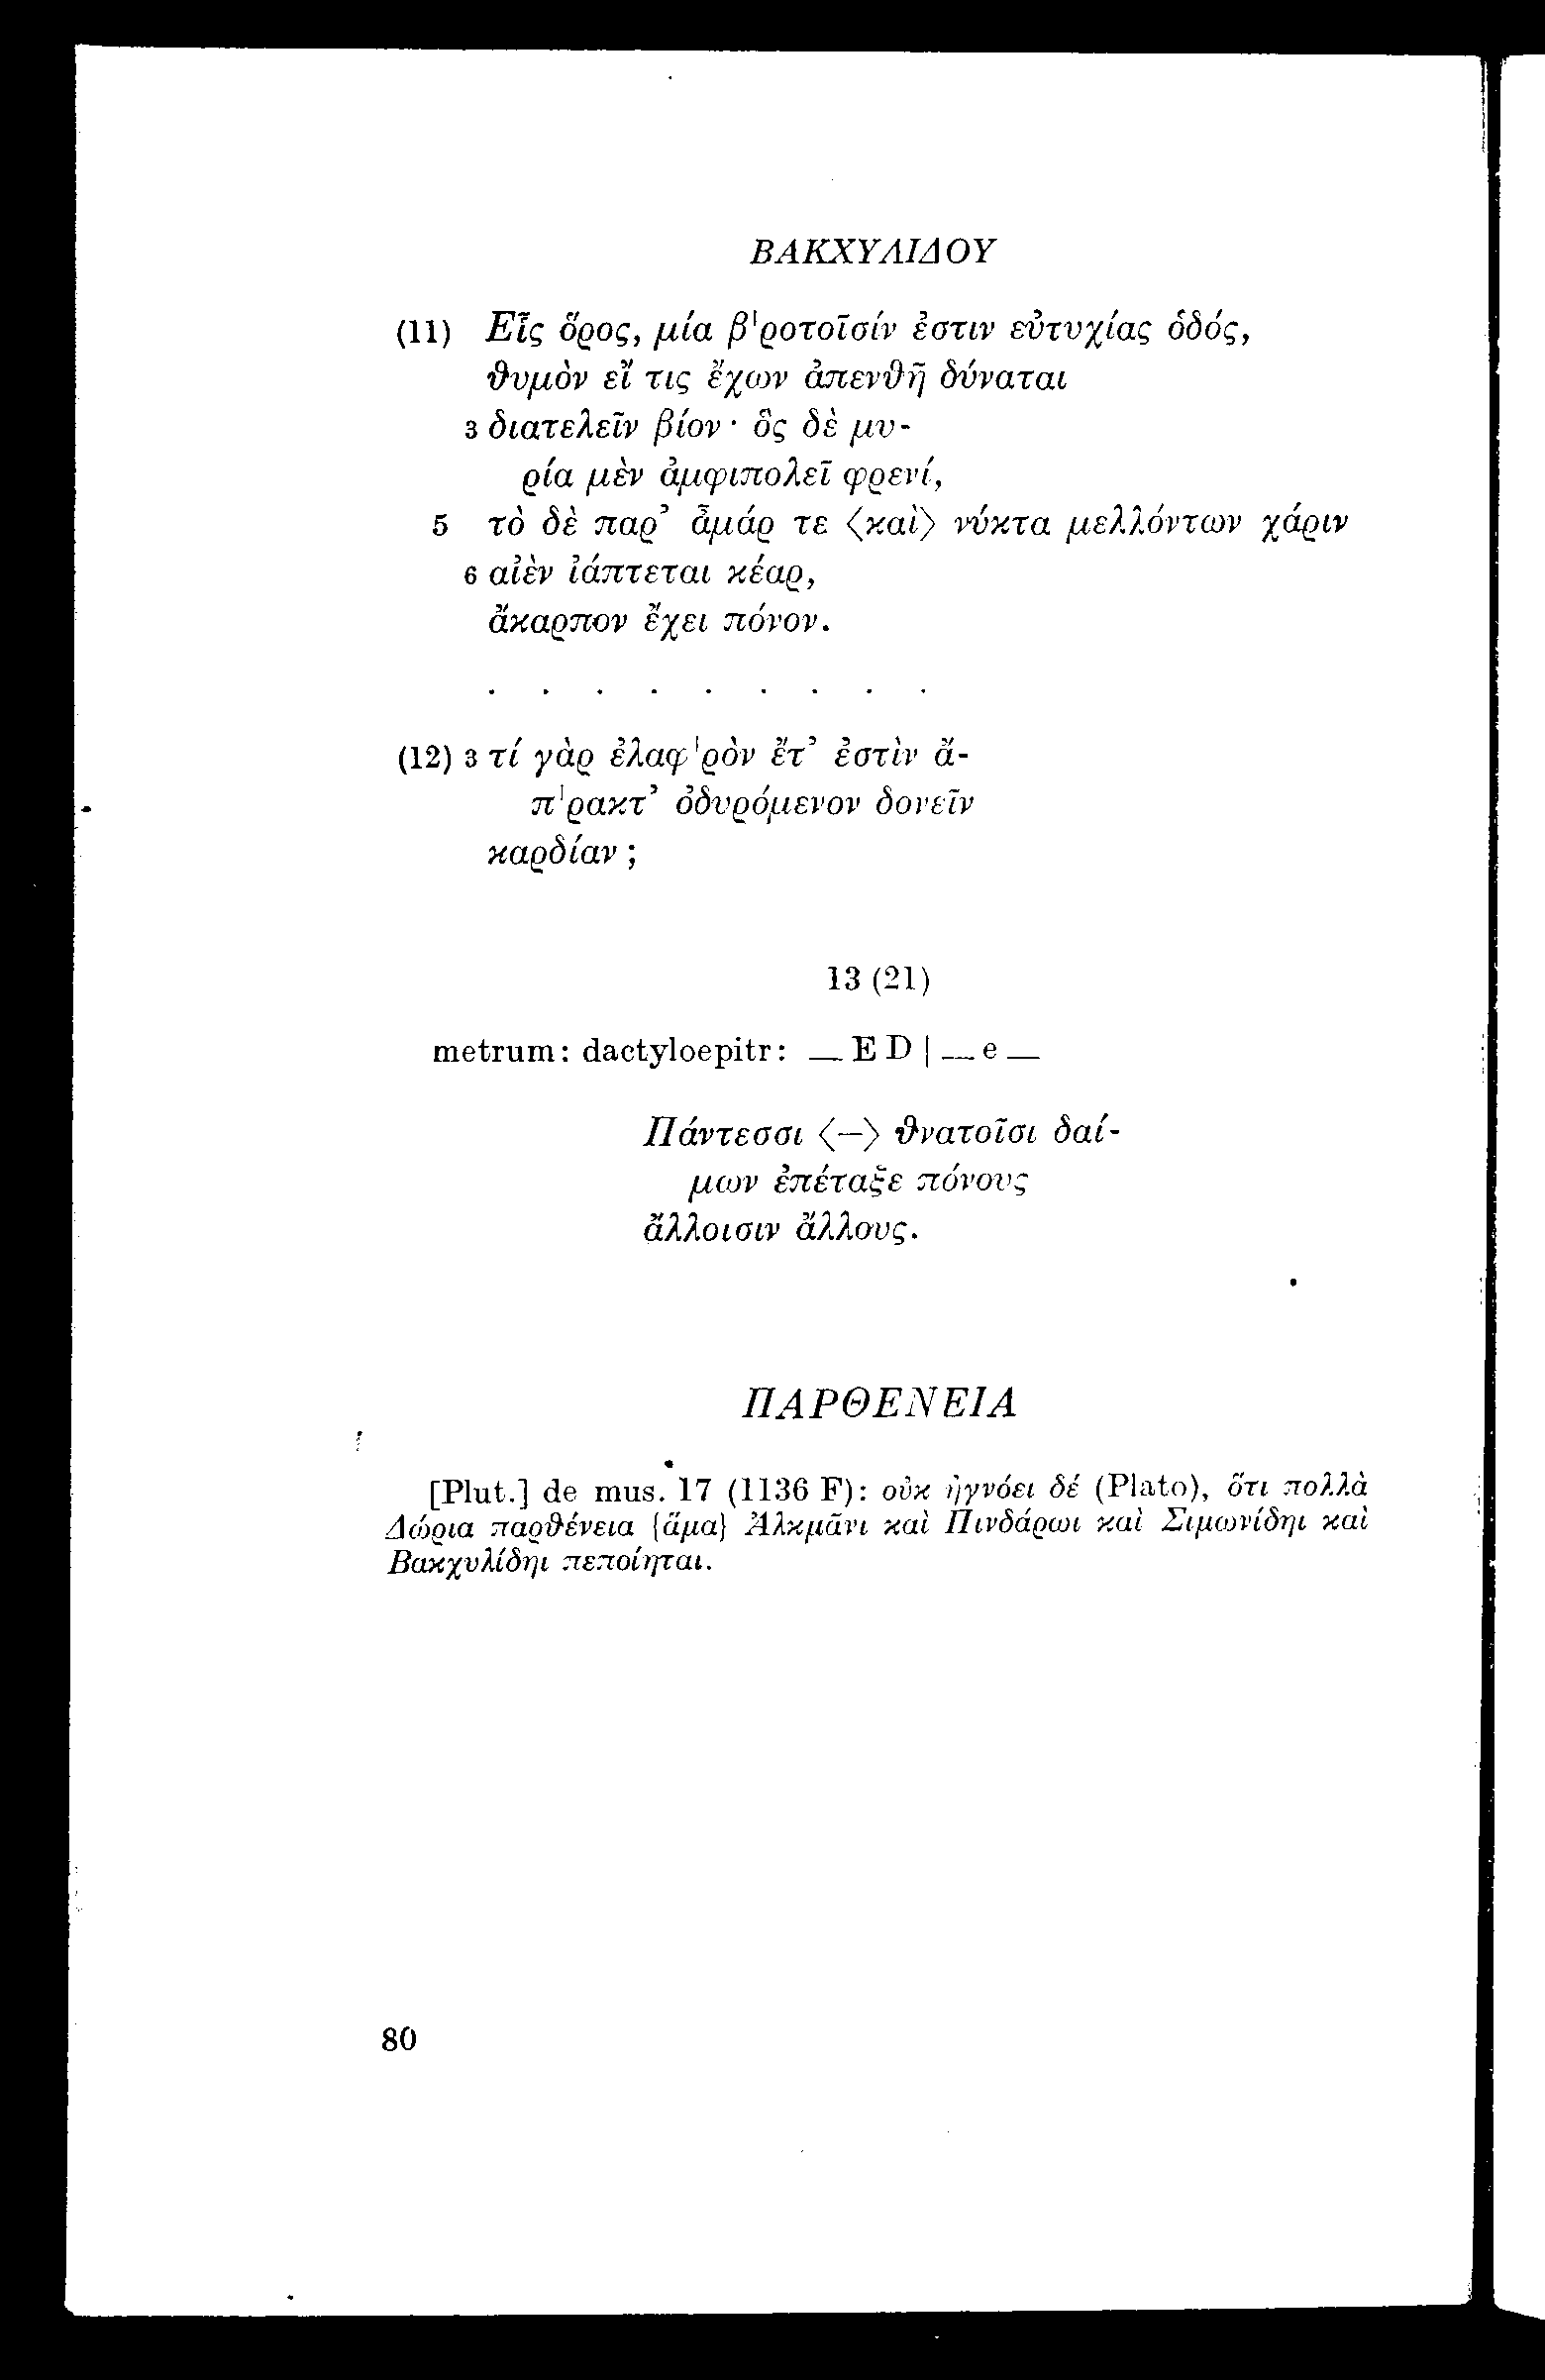 ΒΑΚΧΥΛΙΔΟΥ
(11) Εἷς ὅρος, μία β'ροτοῖσίν ἐστιν εὐτυχίας ὁδός,
θυμὸν εἴ τις ἔχων ἀπενθῆ δύναται
3 διατελεῖν βίον· ὃς δὲ μυ-
ρία μὲν ἀμφιπολεῖ φρενί,
5 τὸ δὲ παρ’ ἆμάρ τε ⟨καὶ⟩ νύκτα μελλόντων χάριν
6 αἰὲν ἰάπτεται κέαρ,
ἄκαρπον ἔχει πόνον.
. . . . . . . . .
(12) 3 τί γὰρ ἐλαφ'ρὸν ἔτ’ ἐστὶν ἄ-
π'ρακτ’ ὀδυρόμενον δονεῖν
καρδίαν;
13 (21)
metrum: dactyloepitr: — E D | — e —
Πάντεσσι ⟨–⟩ θνατοῖσι δαί-
μων ἐπέταξε πόνους
ἄλλοισιν ἄλλους.
ΠΑΡΘΕΝΕΙΑ
[Plut.] de mus. 17 (1136 F): οὐκ ἠγνόει δέ (Plato), ὅτι πολλὰ
Δώρια παρθένεια {ἅμα} Ἀλκμᾶνι καὶ Πινδάρωι καὶ Σιμωνίδηι καὶ
Βακχυλίδηι πεποίηται.
80